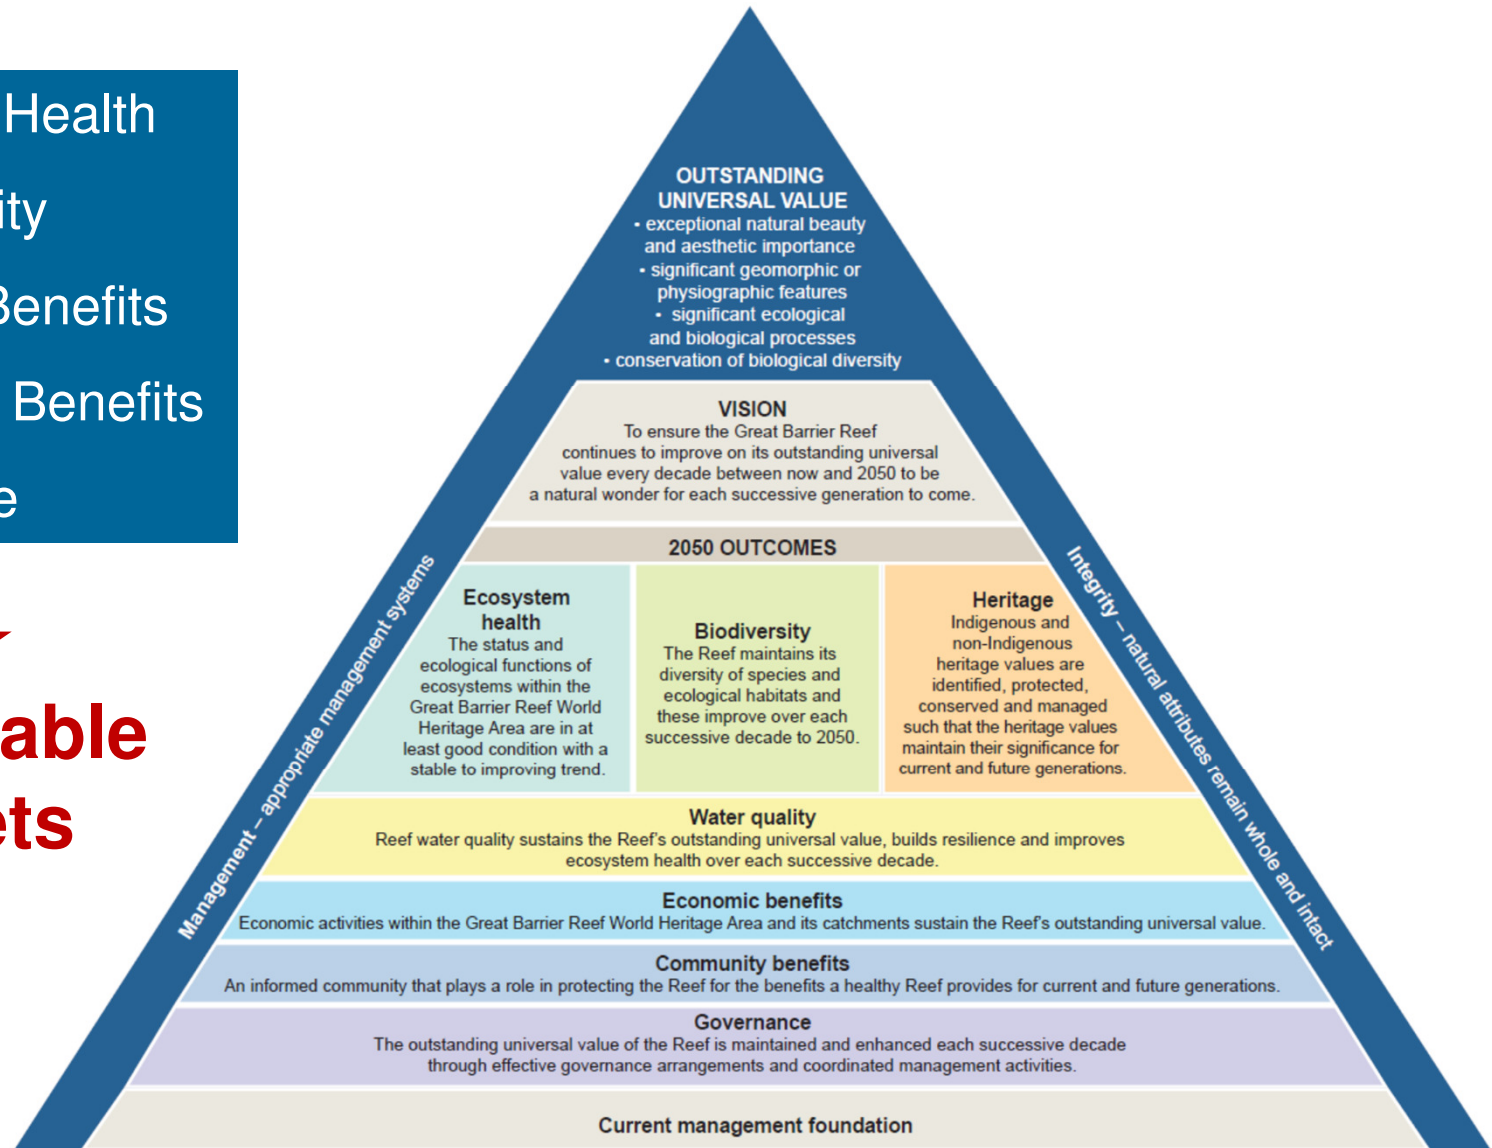 Health
ity
Benefits
Benefits
e
able
ets
OUTSTANDING
UNIVERSAL VALUE
• exceptional natural beauty
and aesthetic importance
• significant geomorphic or
physiographic features
• significant ecological
and biological processes
• conservation of biological diversity
VISION
To ensure the Great Barrier Reef
continues to improve on its outstanding universal
value every decade between now and 2050 to be
a natural wonder for each successive generation to come.
2050 OUTCOMES
Ecosystem
health
The status and
ecological functions of
ecosystems within the
Great Barrier Reef World
Heritage Area are in at
least good condition with a
stable to improving trend.
Biodiversity
The Reef maintains its
diversity of species and
ecological habitats and
these improve over each
successive decade to 2050.
Heritage
Indigenous and
non-Indigenous
heritage values are
identified, protected,
conserved and managed
such that the heritage values
maintain their significance for
current and future generations.
Management – appropriate management systems
Integrity – natural attributes remain whole and intact
Water quality
Reef water quality sustains the Reef's outstanding universal value, builds resilience and improves
ecosystem health over each successive decade.
Economic benefits
Economic activities within the Great Barrier Reef World Heritage Area and its catchments sustain the Reef's outstanding universal value.
Community benefits
An informed community that plays a role in protecting the Reef for the benefits a healthy Reef provides for current and future generations.
Governance
The outstanding universal value of the Reef is maintained and enhanced each successive decade
through effective governance arrangements and coordinated management activities.
Current management foundation